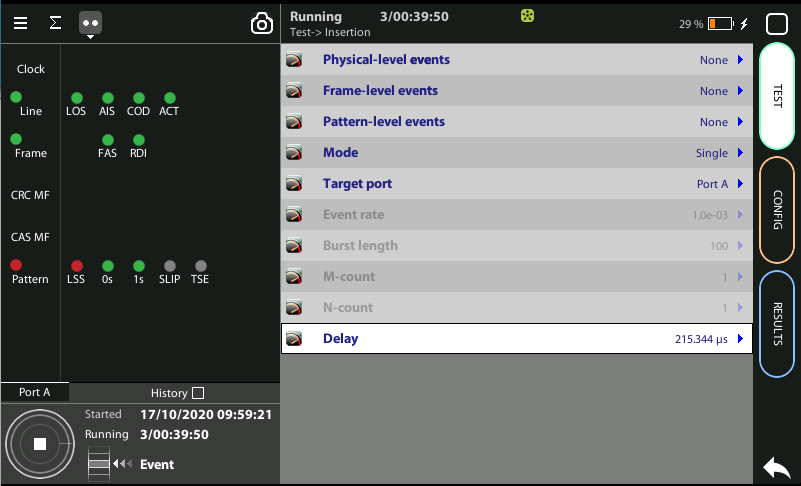 Running 3/00:39:50
Test-> Insertion
29 %
Clock
Line LOS AIS COD ACT
Frame FAS RDI
CRC MF
CAS MF
Pattern LSS 0s 1s SLIP TSE
Port A History
Started 17/10/2020 09:59:21
Running 3/00:39:50
Event
Physical-level events None
Frame-level events None
Pattern-level events None
Mode Single
Target port Port A
Event rate 1.0e-03
Burst length 100
M-count 1
N-count 1
Delay 215.344 µs
TEST
CONFIG
RESULTS